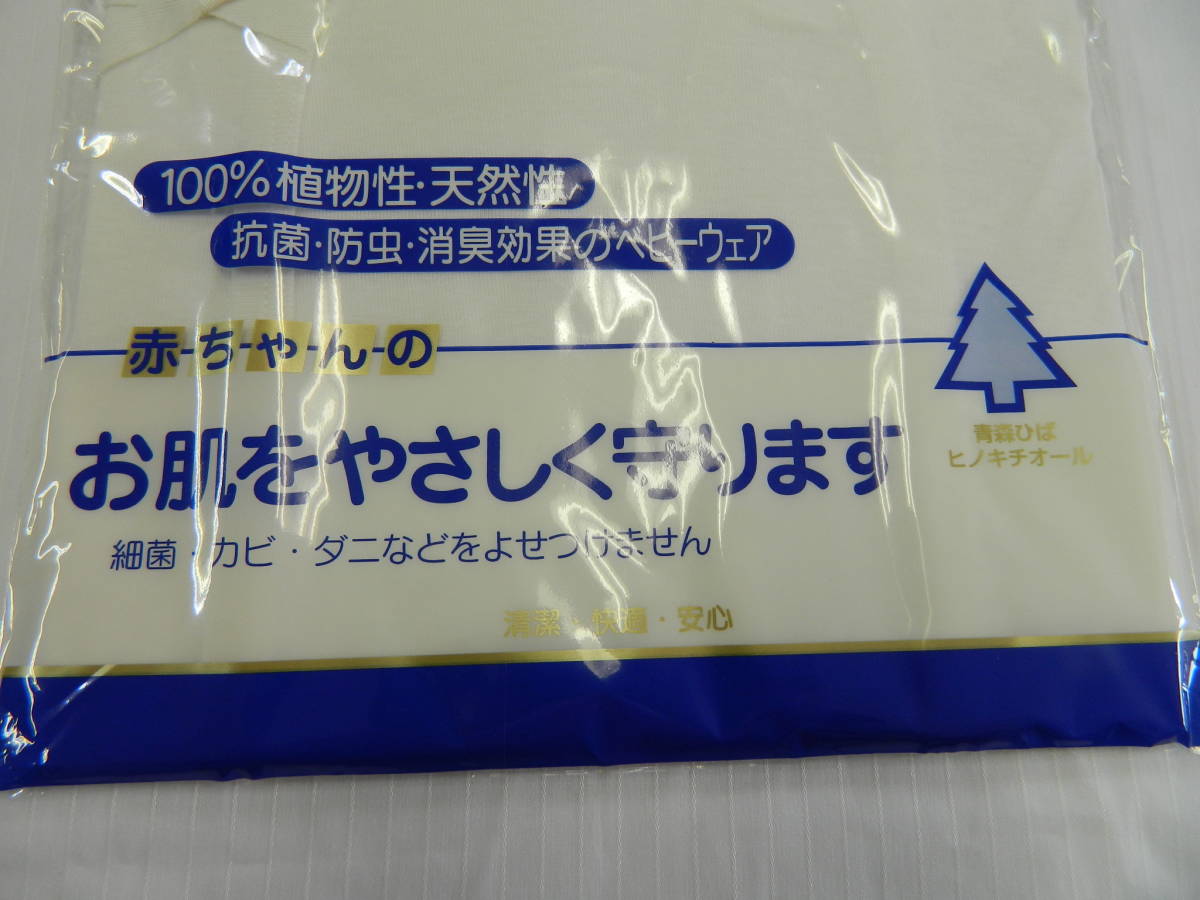 100%植物性・天然性
抗菌・防虫・消臭効果のベビーウェア
赤ちゃんの
お肌をやさしく守ります
青森ひば
ヒノキチオール
細菌・カビ・ダニなどをよせつけません
清潔・快適・安心